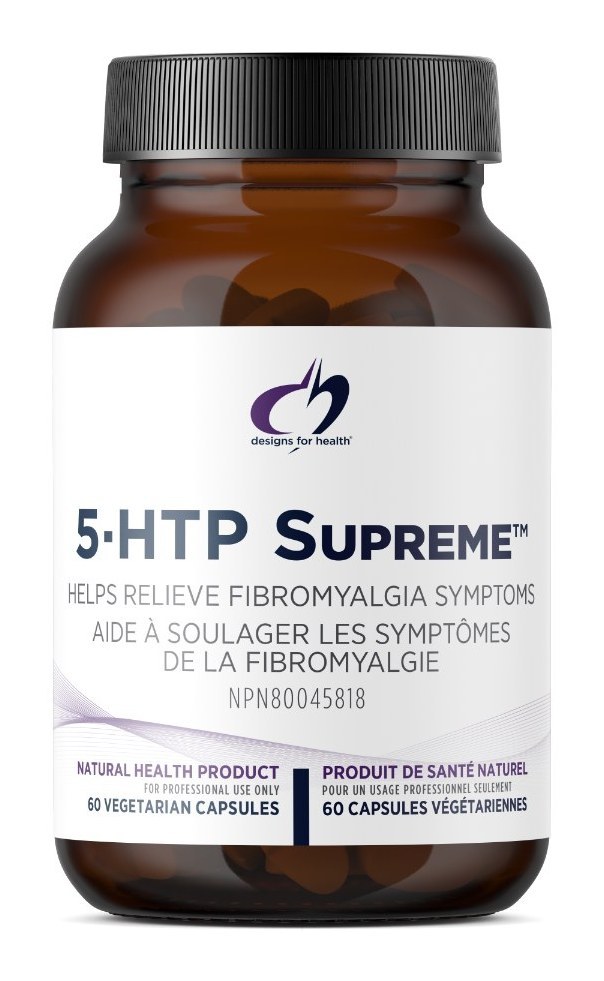 designs for health®
5·HTP SUPREME™
HELPS RELIEVE FIBROMYALGIA SYMPTOMS
AIDE À SOULAGER LES SYMPTÔMES
DE LA FIBROMYALGIE
NPN80045818
NATURAL HEALTH PRODUCT
FOR PROFESSIONAL USE ONLY
60 VEGETARIAN CAPSULES
PRODUIT DE SANTÉ NATUREL
POUR UN USAGE PROFESSIONNEL SEULEMENT
60 CAPSULES VÉGÉTARIENNES